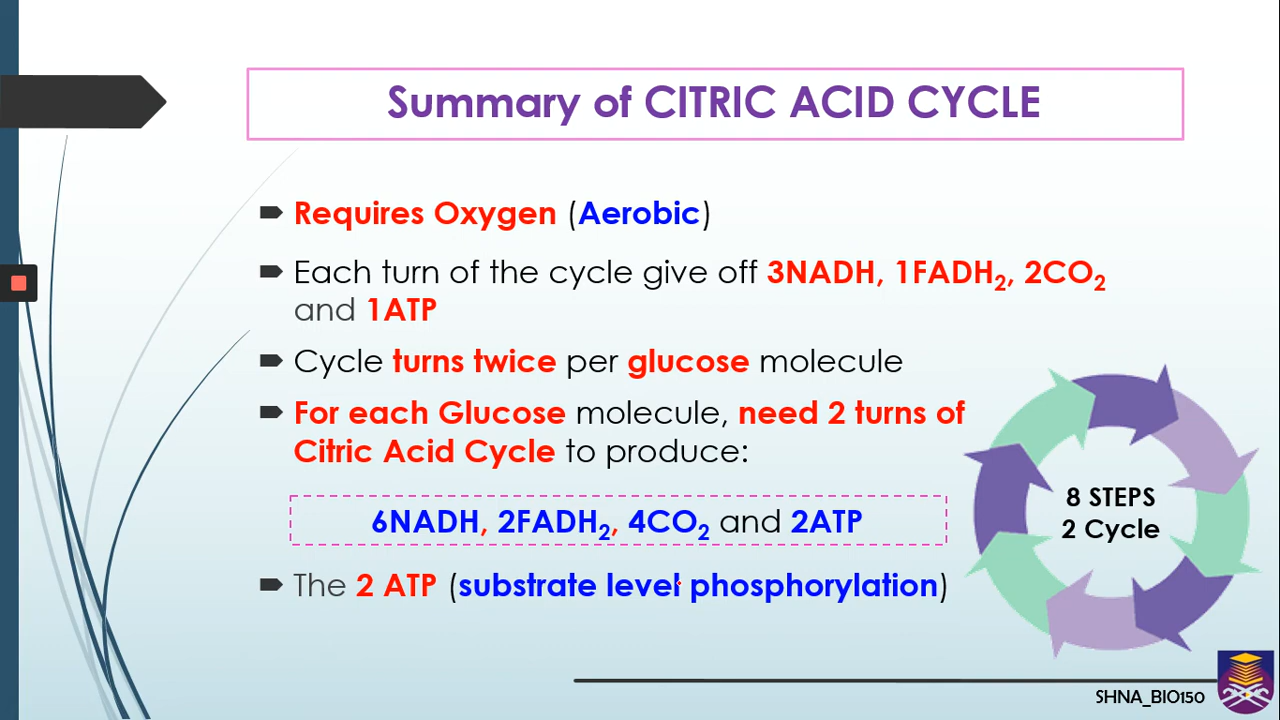 Summary of CITRIC ACID CYCLE
Requires Oxygen (Aerobic)
Each turn of the cycle give off 3NADH, 1FADH₂, 2CO₂
and 1ATP
Cycle turns twice per glucose molecule
For each Glucose molecule, need 2 turns of
Citric Acid Cycle to produce:
6NADH, 2FADH₂, 4CO₂ and 2ATP
The 2 ATP (substrate level phosphorylation)
8 STEPS
2 Cycle
SHNA_BIO150